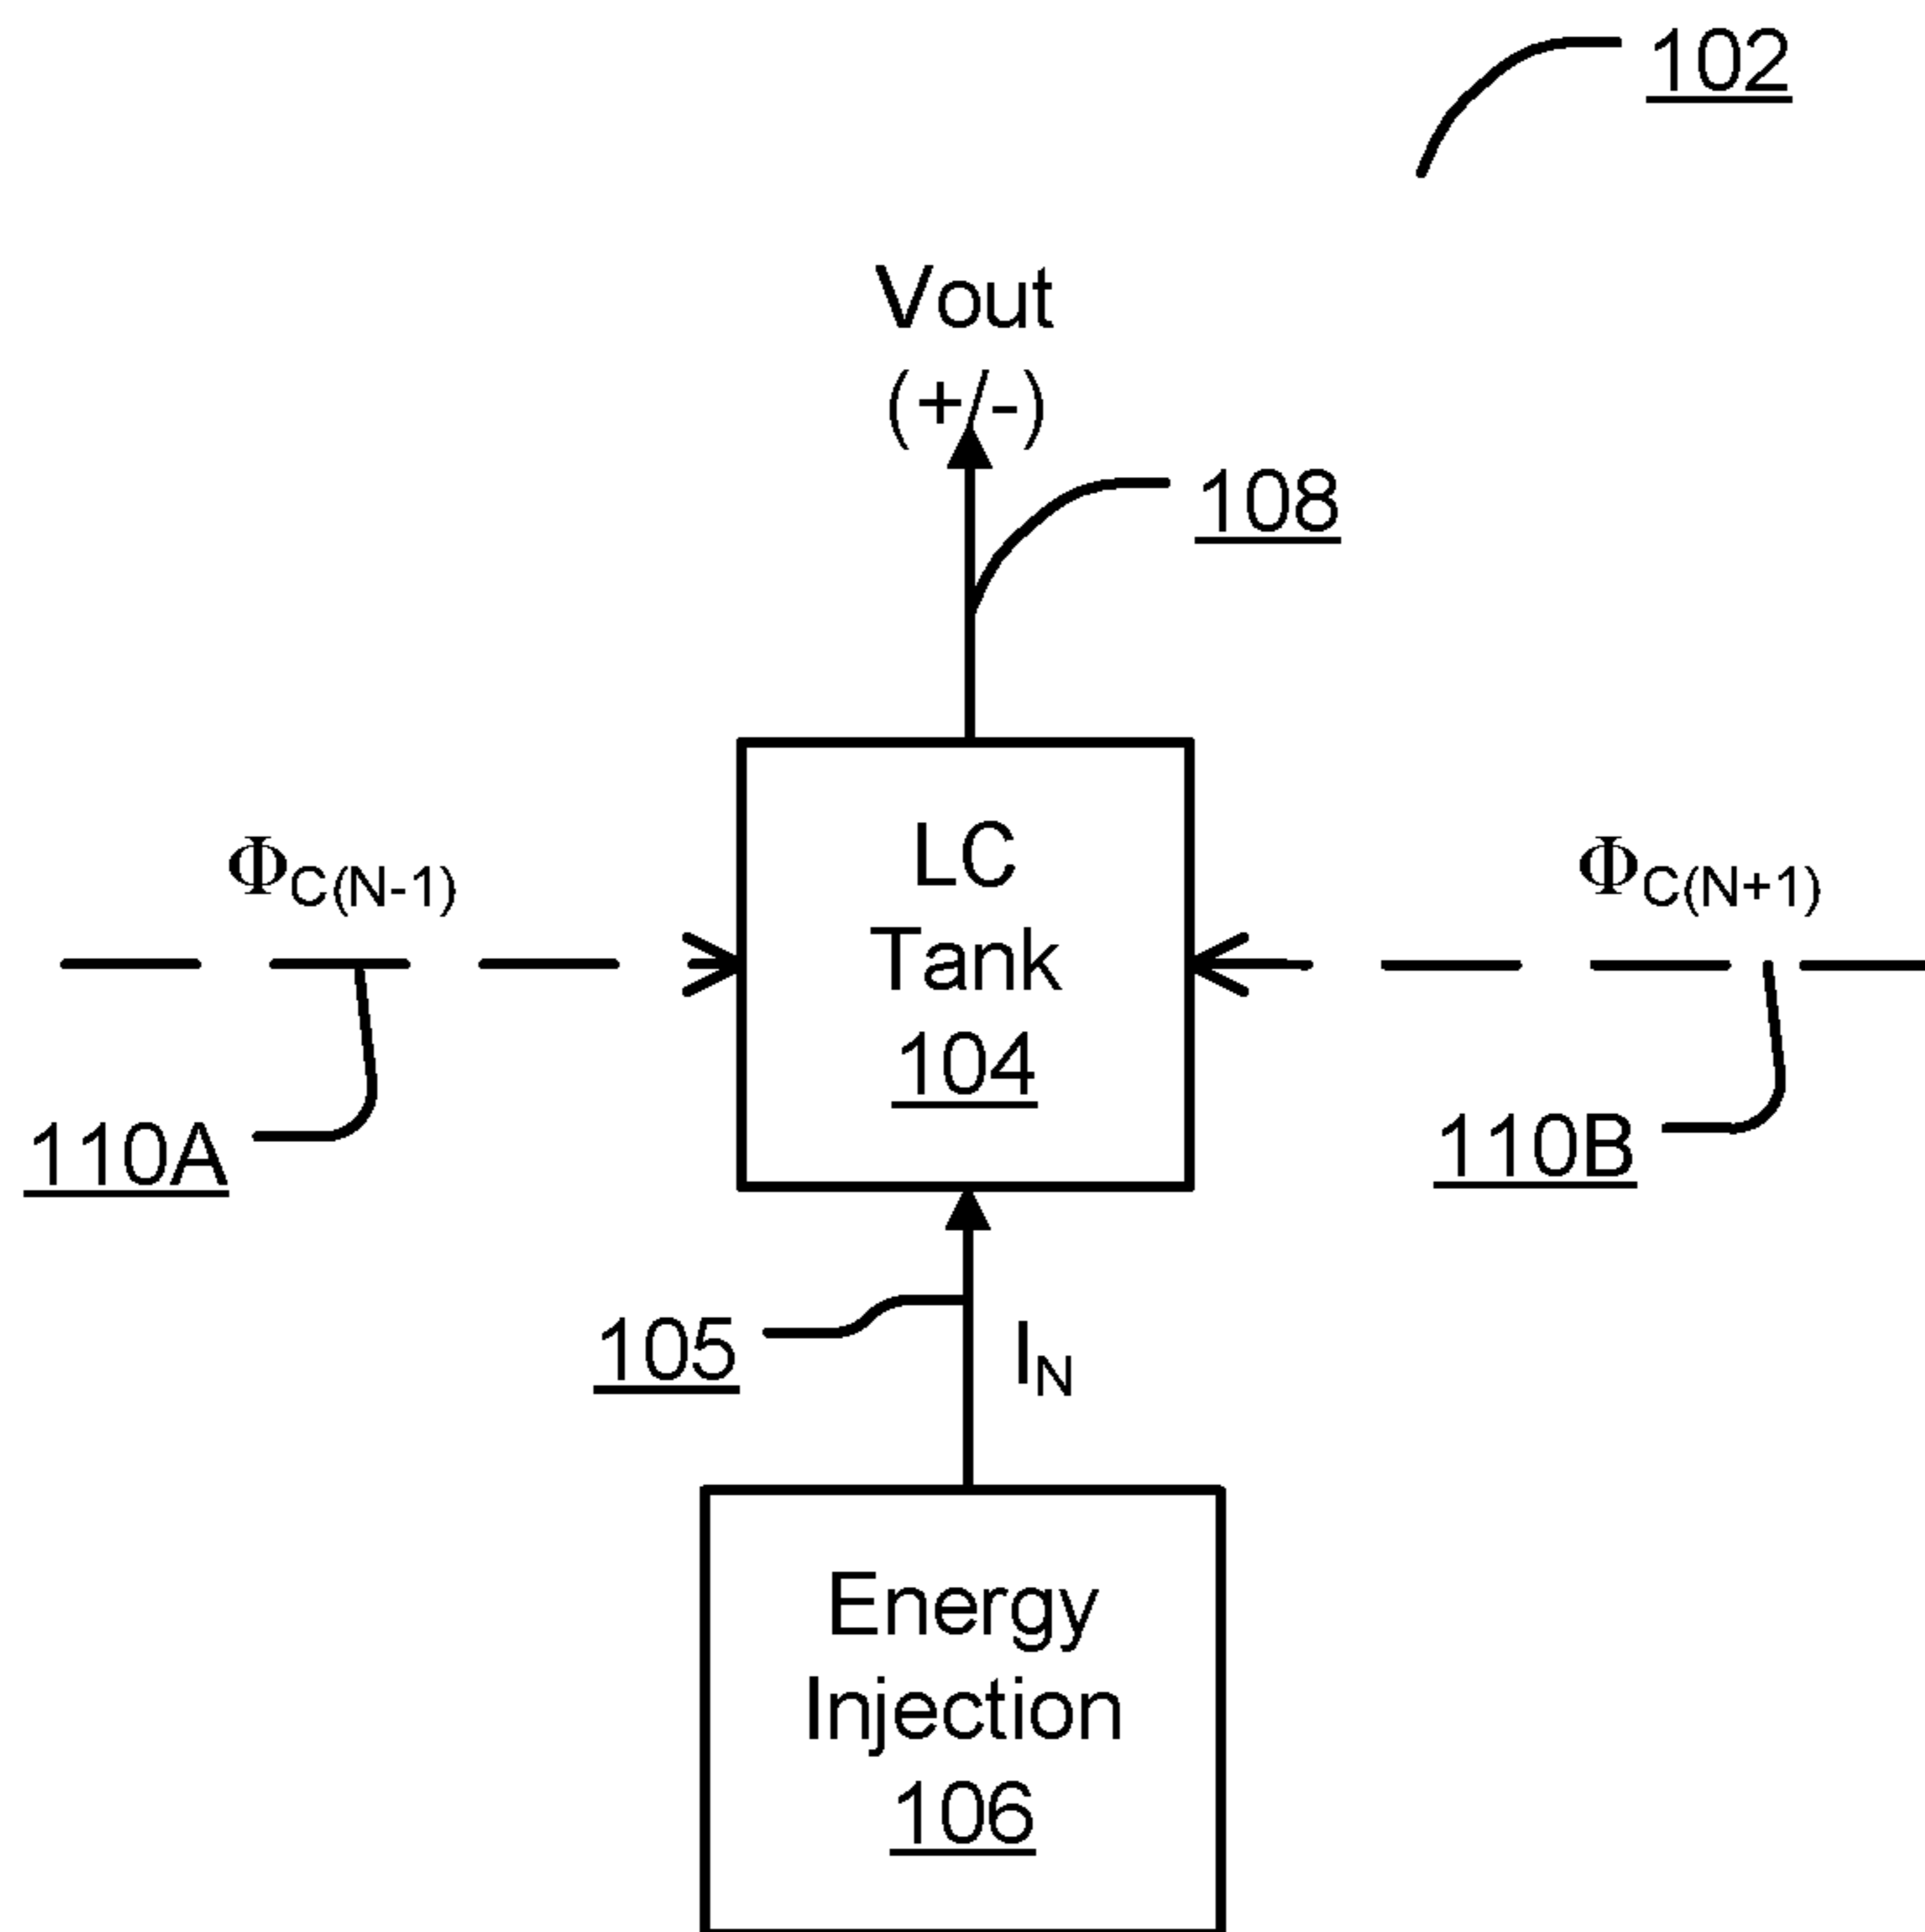 102
Vout
(+/-)
108
ΦC(N-1)
ΦC(N+1)
LC
Tank
104
110A
110B
105
IN
Energy
Injection
106